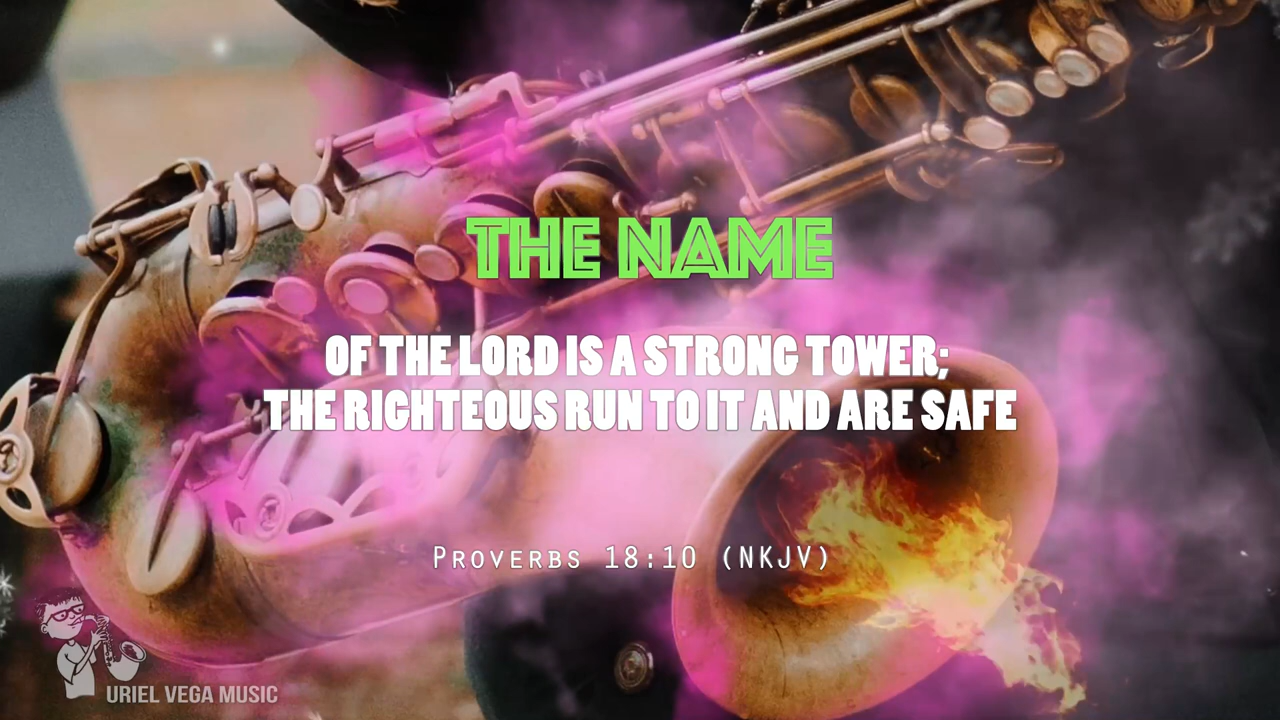 THE NAME
OF THE LORD IS A STRONG TOWER;
THE RIGHTEOUS RUN TO IT AND ARE SAFE
PROVERBS 18:10 (NKJV)
URIEL VEGA MUSIC